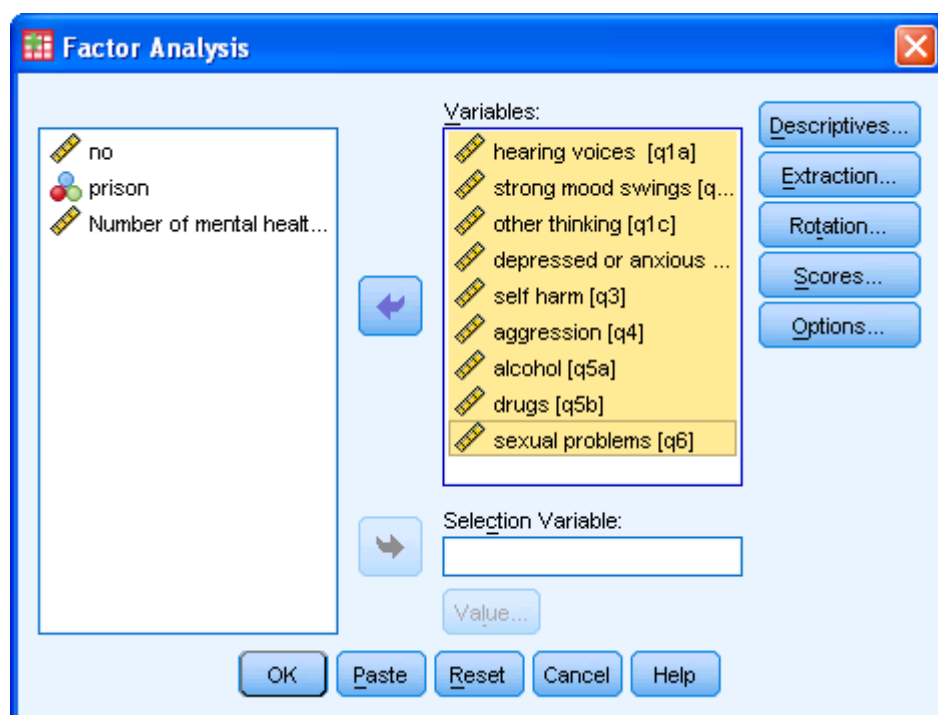 Factor Analysis
no
prison
Number of mental healt...
Variables:
hearing voices [q1a]
strong mood swings [q...
other thinking [q1c]
depressed or anxious ...
self harm [q3]
aggression [q4]
alcohol [q5a]
drugs [q5b]
sexual problems [q6]
Selection Variable:
Value...
Descriptives...
Extraction...
Rotation...
Scores...
Options...
OK
Paste
Reset
Cancel
Help